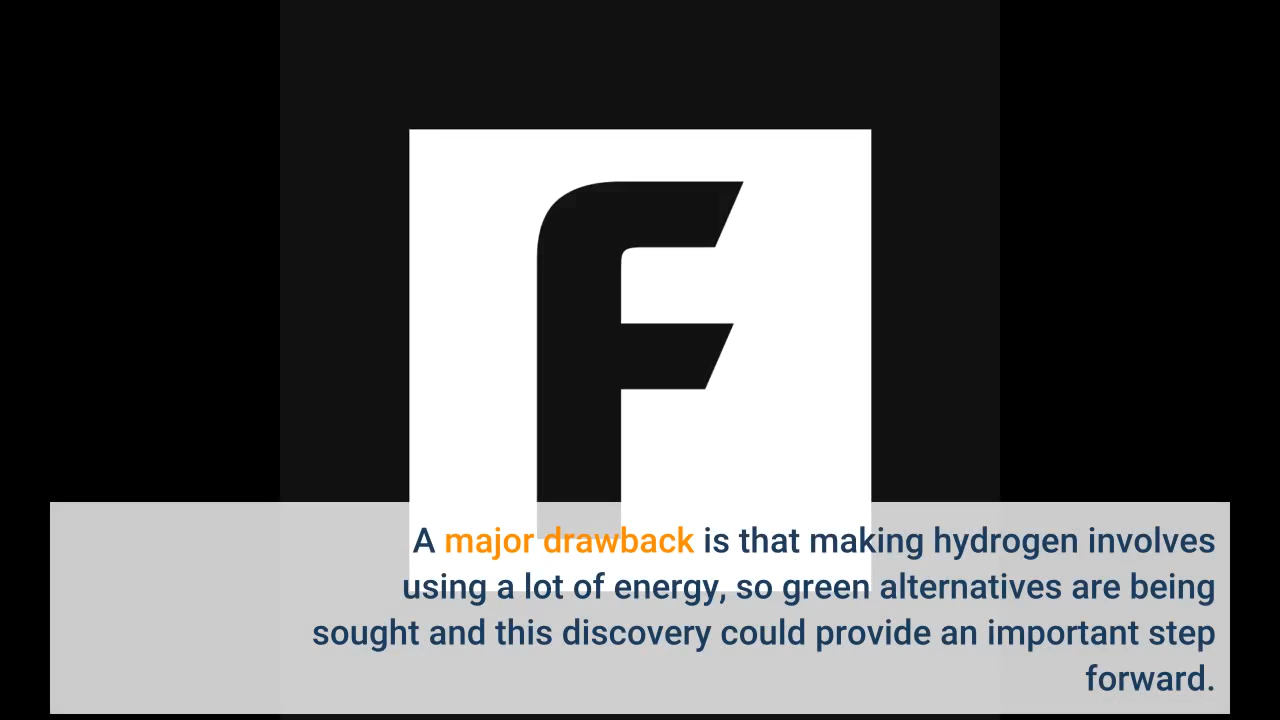 F
A major drawback is that making hydrogen involves
using a lot of energy, so green alternatives are being
sought and this discovery could provide an important step
forward.